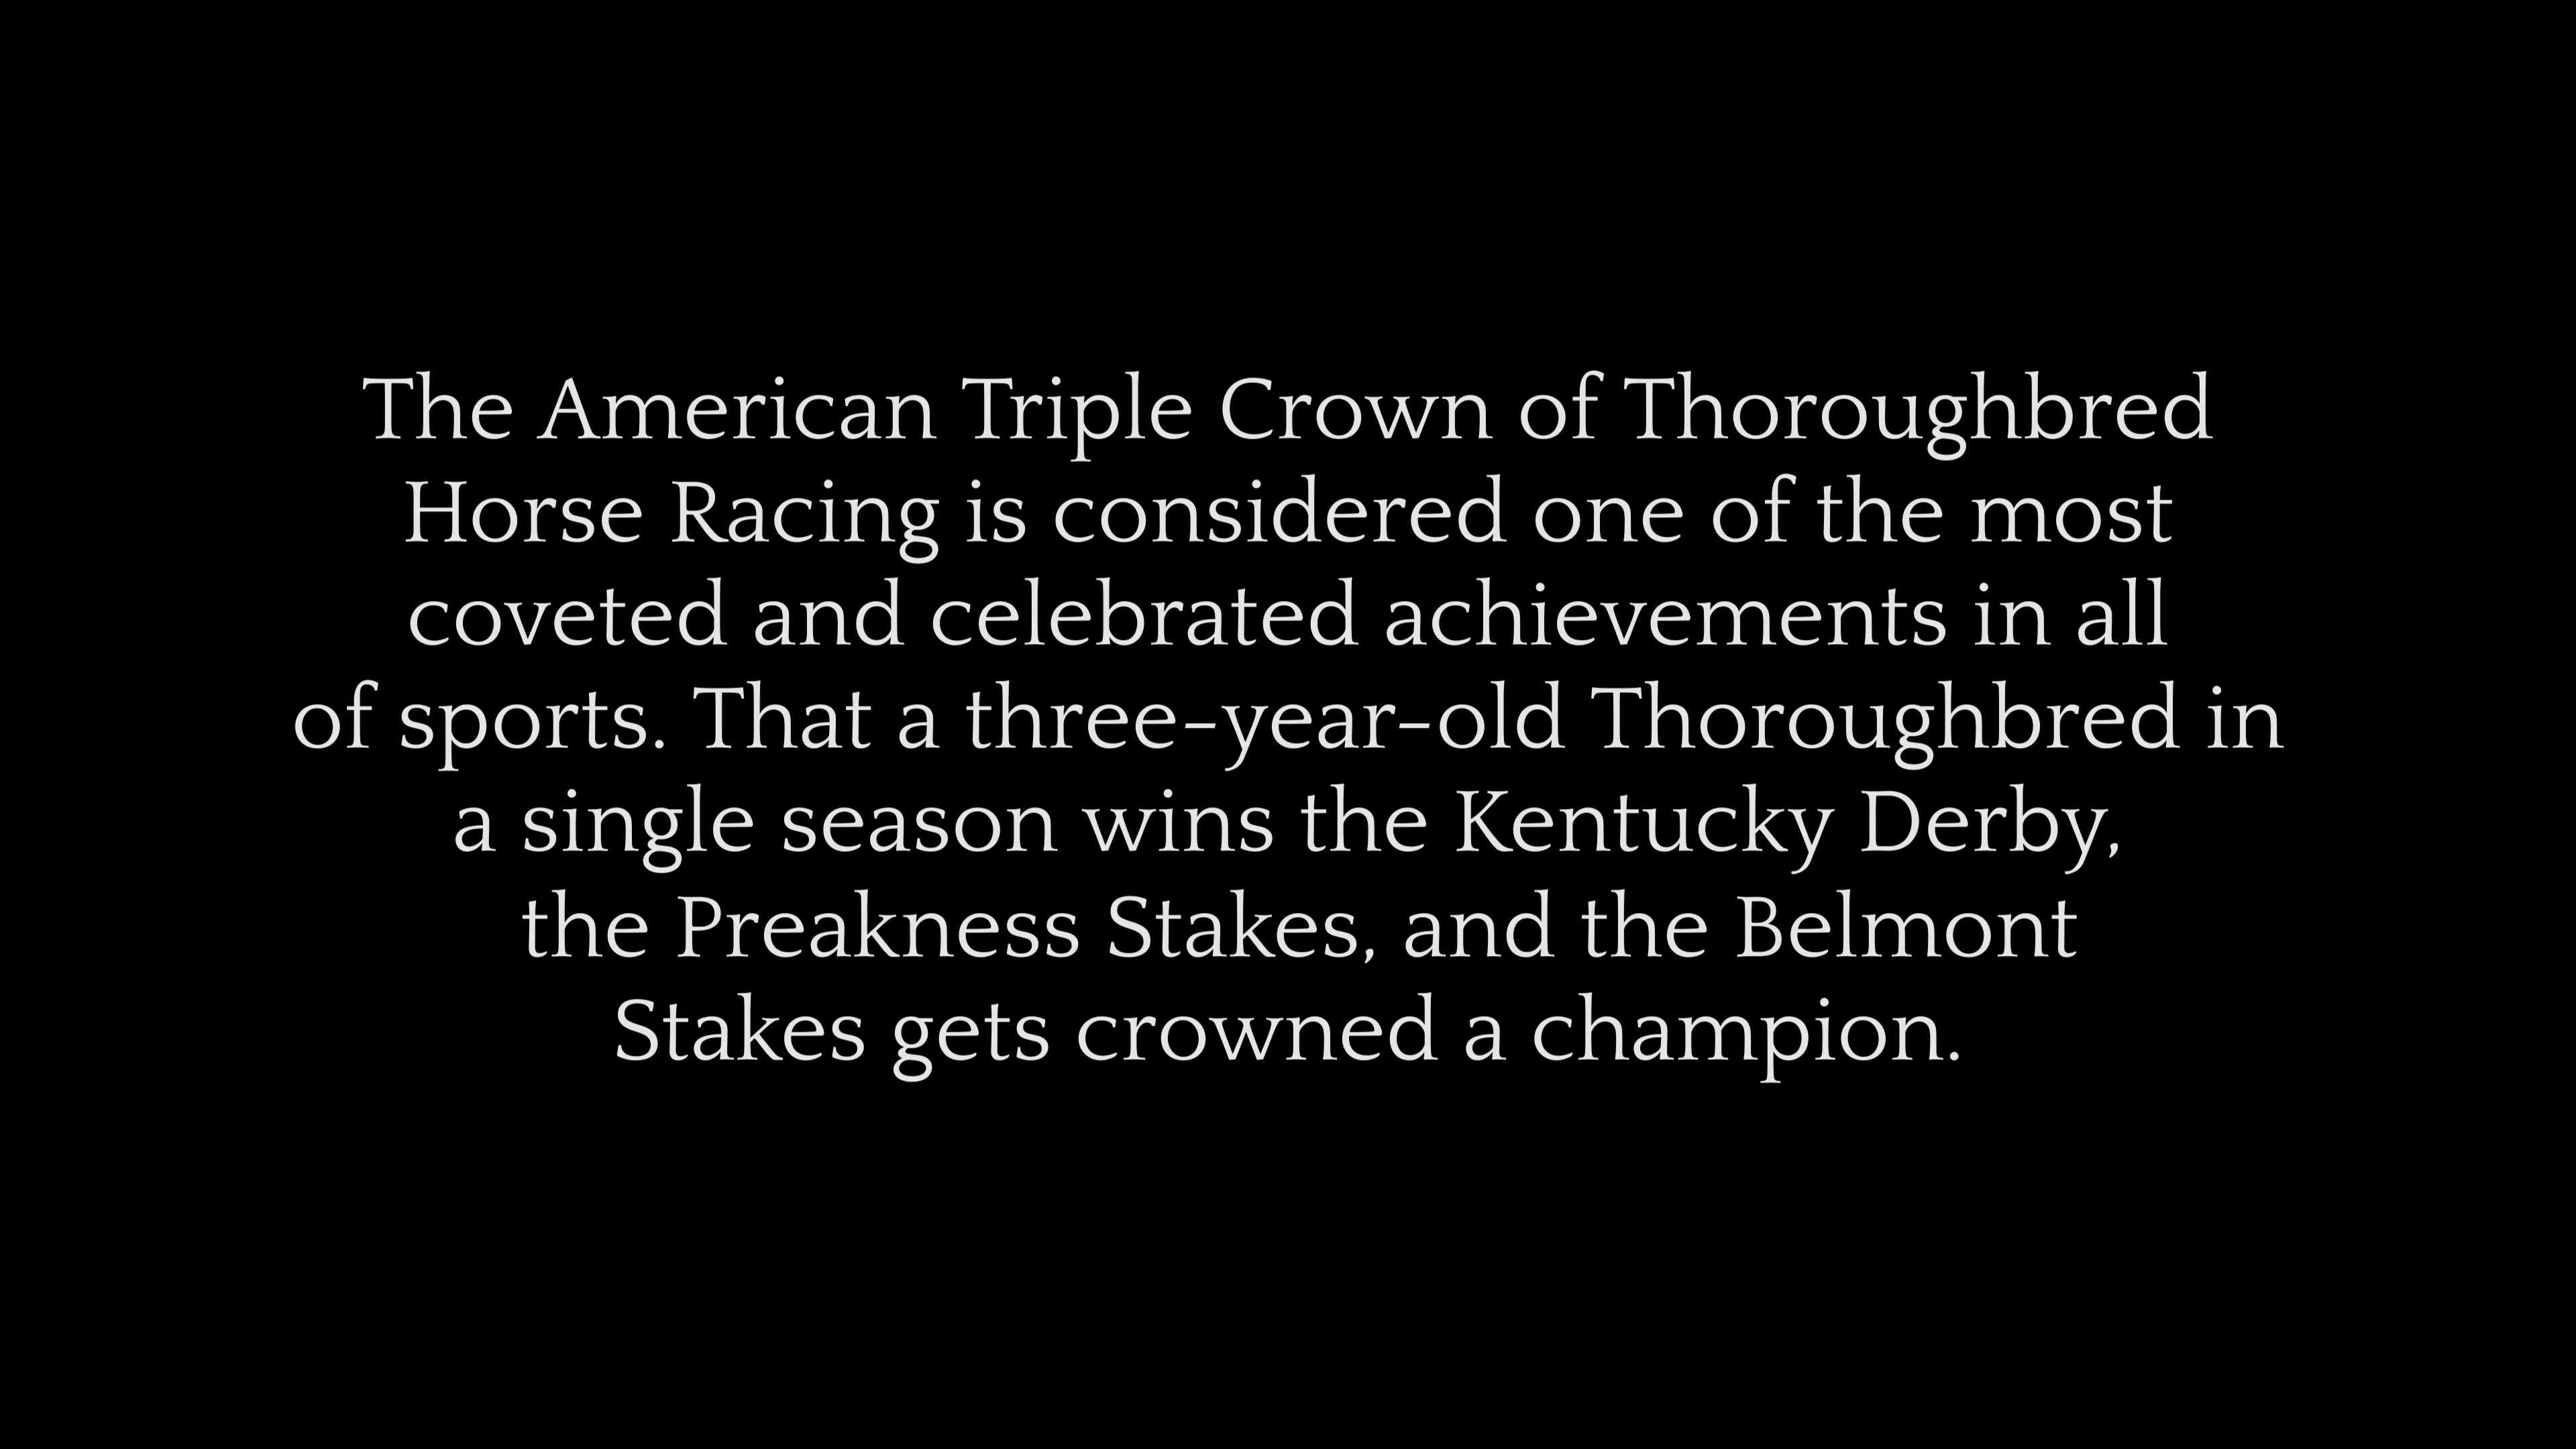 The American Triple Crown of Thoroughbred
Horse Racing is considered one of the most
coveted and celebrated achievements in all
of sports. That a three-year-old Thoroughbred in
a single season wins the Kentucky Derby,
the Preakness Stakes, and the Belmont
Stakes gets crowned a champion.